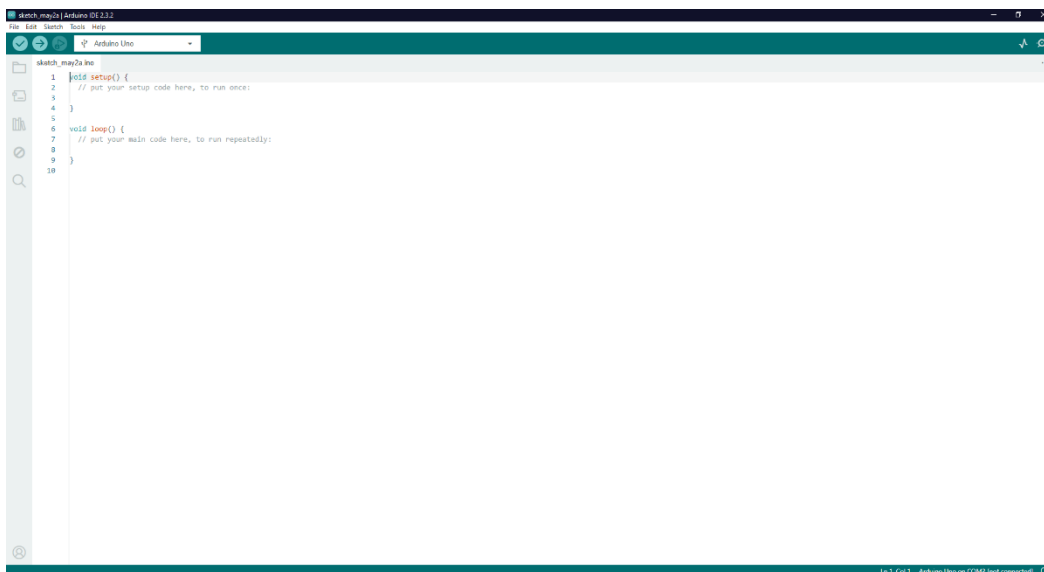 sketch_may2a | Arduino IDE 2.3.2
File Edit Sketch Tools Help
Arduino Uno
sketch_may2a.ino
1 void setup() {
2 // put your setup code here, to run once:
3
4 }
5
6 void loop() {
7 // put your main code here, to run repeatedly:
8
9 }
10
Ln 1, Col 1 Arduino Uno on COM3 [not connected]